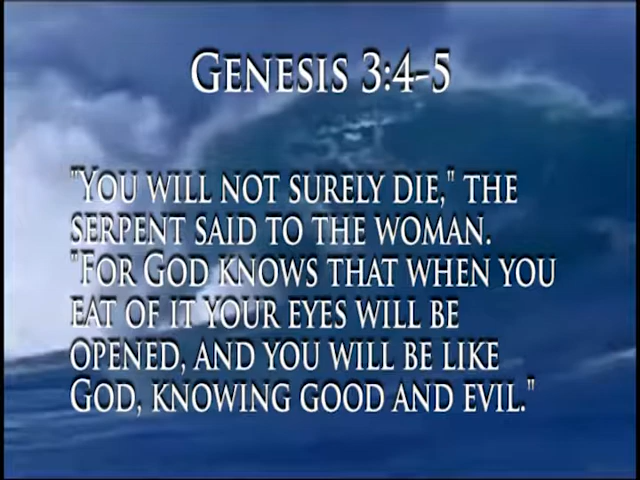 GENESIS 3:4-5
"YOU WILL NOT SURELY DIE," THE
SERPENT SAID TO THE WOMAN.
"FOR GOD KNOWS THAT WHEN YOU
EAT OF IT YOUR EYES WILL BE
OPENED, AND YOU WILL BE LIKE
GOD, KNOWING GOOD AND EVIL."